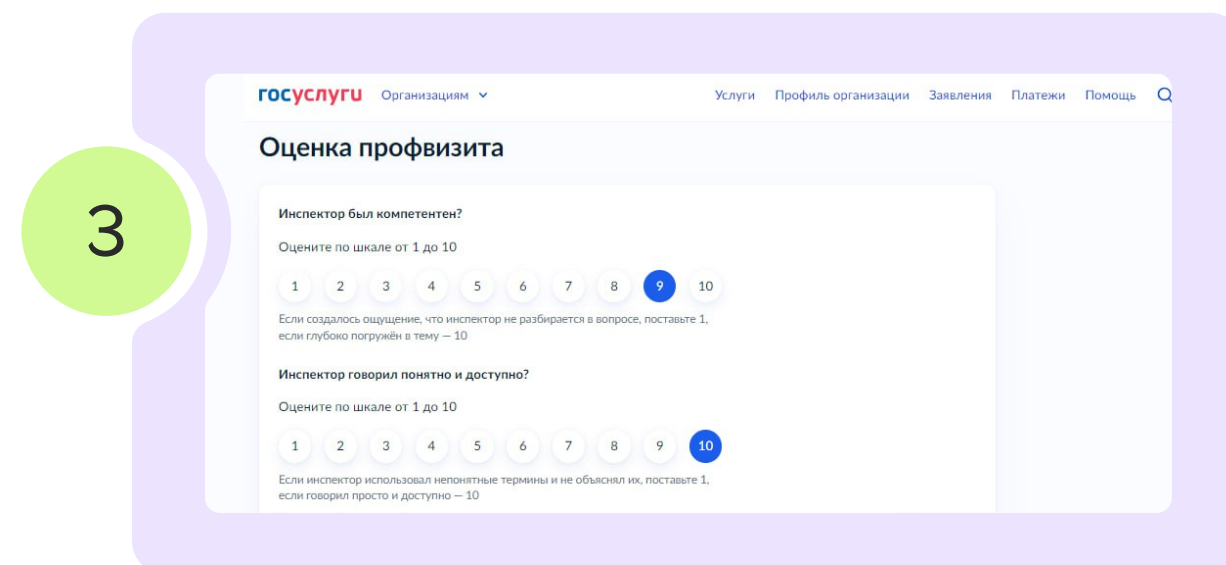 3
госуслуги Организациям Услуги Профиль организации Заявления Платежи Помощь
Оценка профвизита
Инспектор был компетентен?
Оцените по шкале от 1 до 10
1 2 3 4 5 6 7 8 9 10
Если создалось ощущение, что инспектор не разбирается в вопросе, поставьте 1,
если глубоко погружён в тему — 10
Инспектор говорил понятно и доступно?
Оцените по шкале от 1 до 10
1 2 3 4 5 6 7 8 9 10
Если инспектор использовал непонятные термины и не объяснял их, поставьте 1,
если говорил просто и доступно — 10